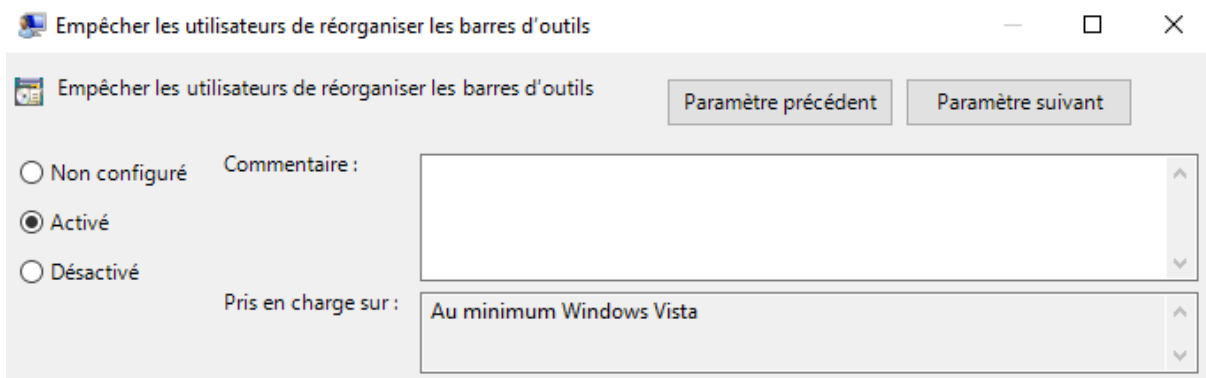 Empêcher les utilisateurs de réorganiser les barres d’outils
Empêcher les utilisateurs de réorganiser les barres d’outils
Paramètre précédent
Paramètre suivant
Non configuré
Commentaire :
Activé
Désactivé
Pris en charge sur :
Au minimum Windows Vista